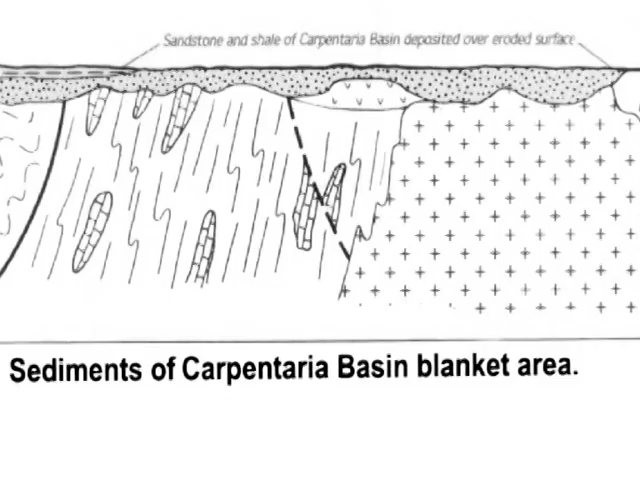 Sandstone and shale of Carpentaria Basin deposited over eroded surface
Sediments of Carpentaria Basin blanket area.